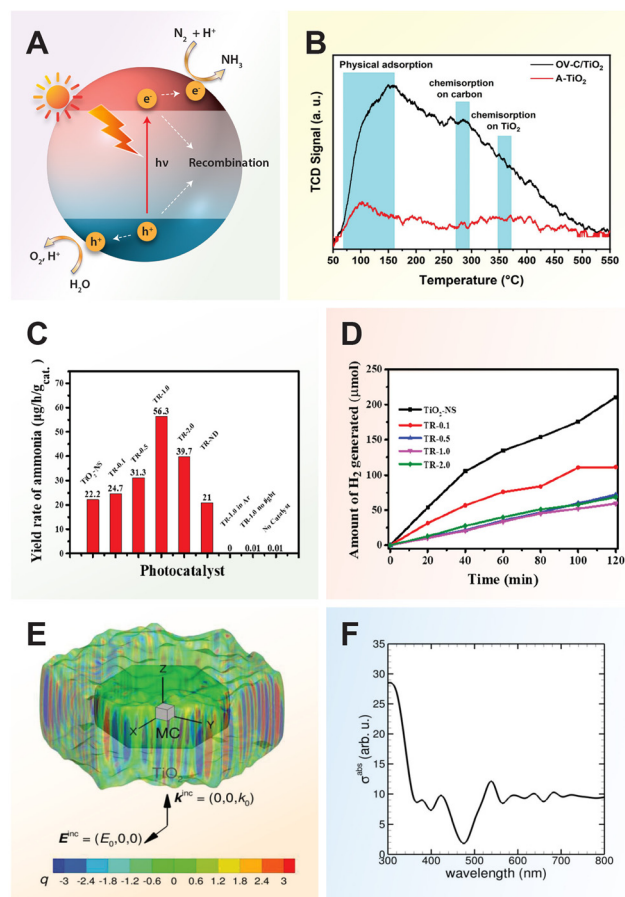 A
N₂ + H⁺
NH₃
e⁻
e⁻
hν
Recombination
h⁺
h⁺
O₂, H⁺
H₂O
B
Physical adsorption
OV-C/TiO₂
A-TiO₂
chemisorption
on carbon
chemisorption
on TiO₂
TCD Signal (a. u.)
50 100 150 200 250 300 350 400 450 500 550
Temperature (°C)
C
Yield rate of ammonia (μg/h/gcat.)
70
60
50
40
30
20
10
0
TiO₂-NS
22.2
TR-0.1
24.7
TR-0.5
31.3
TR-1.0
56.3
TR-2.0
39.7
TR-ND
21
TR-1.0 in Ar
0
TR-1.0 no light
0.01
No Catalyst
0.01
Photocatalyst
D
Amount of H₂ generated (μmol)
250
200
150
100
50
0
TiO₂-NS
TR-0.1
TR-0.5
TR-1.0
TR-2.0
0 20 40 60 80 100 120
Time (min)
E
Z
X
Y
MC
TiO₂
k^inc = (0,0,k₀)
E^inc = (E₀,0,0)
q -3 -2.4 -1.8 -1.2 -0.6 0 0.6 1.2 1.8 2.4 3
F
σ^abs (arb. u.)
35
30
25
20
15
10
5
0
300 400 500 600 700 800
wavelength (nm)